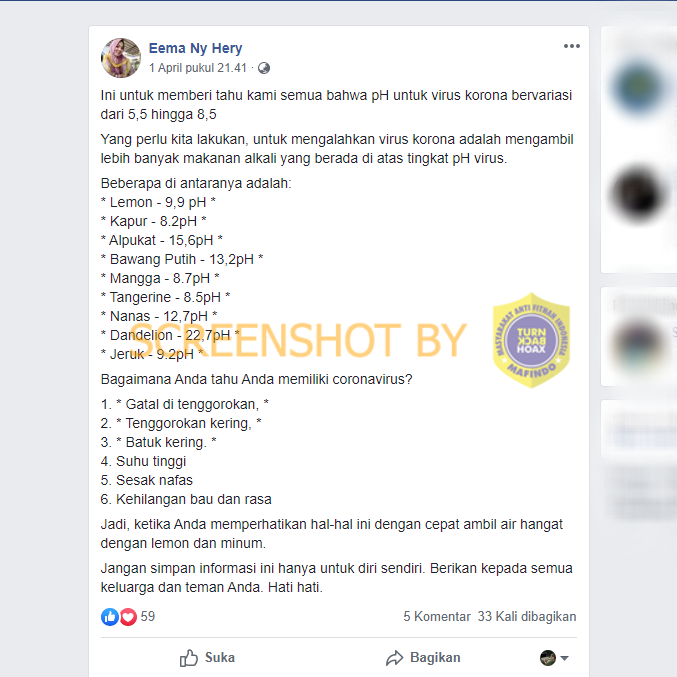 Eema Ny Hery
1 April pukul 21.41 ·
Ini untuk memberi tahu kami semua bahwa pH untuk virus korona bervariasi
dari 5,5 hingga 8,5
Yang perlu kita lakukan, untuk mengalahkan virus korona adalah mengambil
lebih banyak makanan alkali yang berada di atas tingkat pH virus.
Beberapa di antaranya adalah:
* Lemon - 9,9 pH *
* Kapur - 8.2pH *
* Alpukat - 15,6pH *
* Bawang Putih - 13,2pH *
* Mangga - 8.7pH *
* Tangerine - 8.5pH *
* Nanas - 12,7pH *
* Dandelion - 22,7pH *
* Jeruk - 9.2pH *
SCREENSHOT BY
MASYARAKAT ANTI FITNAH INDONESIA
TURN
BACK
HOAX
MAFINDO
Bagaimana Anda tahu Anda memiliki coronavirus?
1. * Gatal di tenggorokan, *
2. * Tenggorokan kering, *
3. * Batuk kering. *
4. Suhu tinggi
5. Sesak nafas
6. Kehilangan bau dan rasa
Jadi, ketika Anda memperhatikan hal-hal ini dengan cepat ambil air hangat
dengan lemon dan minum.
Jangan simpan informasi ini hanya untuk diri sendiri. Berikan kepada semua
keluarga dan teman Anda. Hati hati.
59
5 Komentar 33 Kali dibagikan
Suka
Bagikan